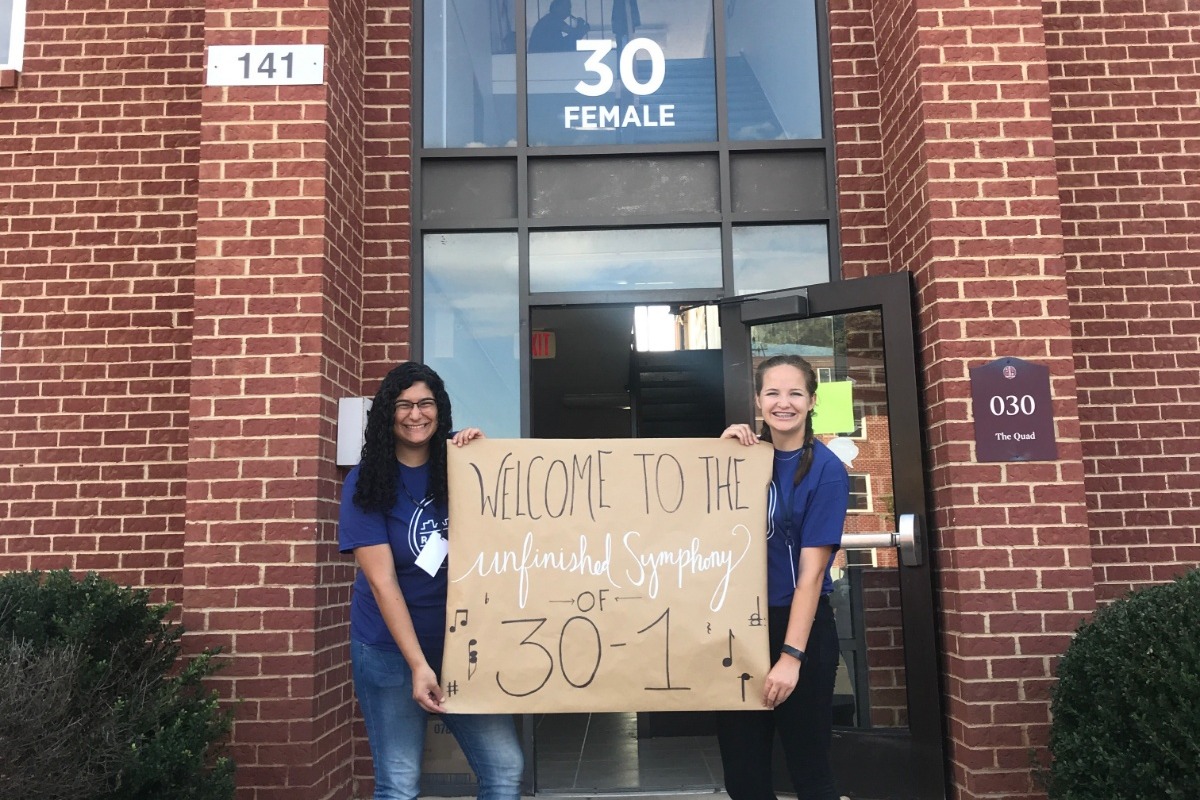 141
30
FEMALE
030
The Quad
WELCOME TO THE
unfinished Symphony
OF
30-1